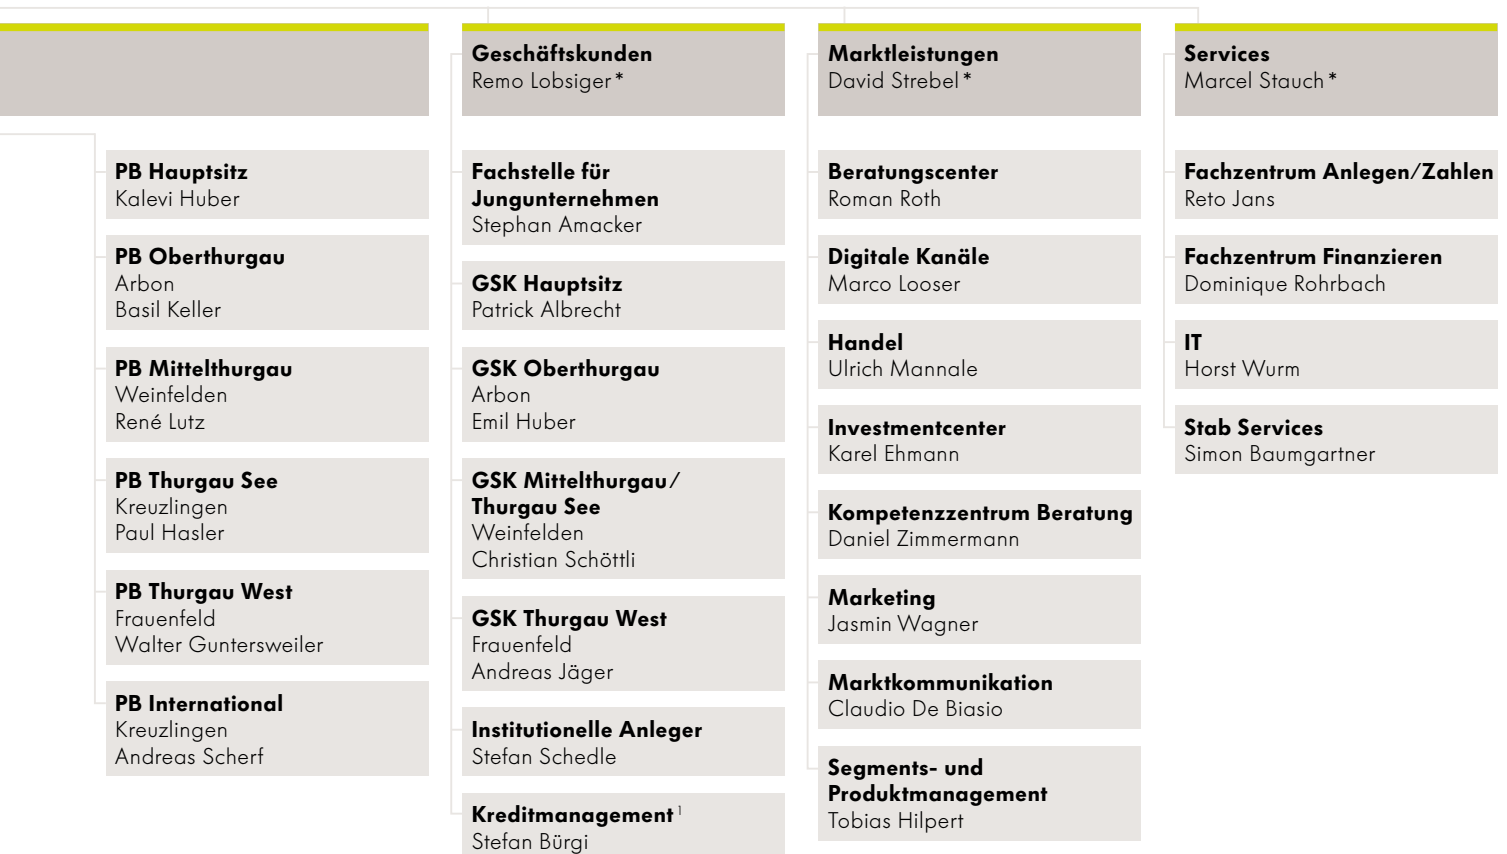 PB Hauptsitz
Kalevi Huber
PB Oberthurgau
Arbon
Basil Keller
PB Mittelthurgau
Weinfelden
René Lutz
PB Thurgau See
Kreuzlingen
Paul Hasler
PB Thurgau West
Frauenfeld
Walter Guntersweiler
PB International
Kreuzlingen
Andreas Scherf
Geschäftskunden
Remo Lobsiger*
Fachstelle für
Jungunternehmen
Stephan Amacker
GSK Hauptsitz
Patrick Albrecht
GSK Oberthurgau
Arbon
Emil Huber
GSK Mittelthurgau/
Thurgau See
Weinfelden
Christian Schöttli
GSK Thurgau West
Frauenfeld
Andreas Jäger
Institutionelle Anleger
Stefan Schedle
Kreditmanagement¹
Stefan Bürgi
Marktleistungen
David Strebel*
Beratungscenter
Roman Roth
Digitale Kanäle
Marco Looser
Handel
Ulrich Mannale
Investmentcenter
Karel Ehmann
Kompetenzzentrum Beratung
Daniel Zimmermann
Marketing
Jasmin Wagner
Marktkommunikation
Claudio De Biasio
Segments- und
Produktmanagement
Tobias Hilpert
Services
Marcel Stauch*
Fachzentrum Anlegen/Zahlen
Reto Jans
Fachzentrum Finanzieren
Dominique Rohrbach
IT
Horst Wurm
Stab Services
Simon Baumgartner